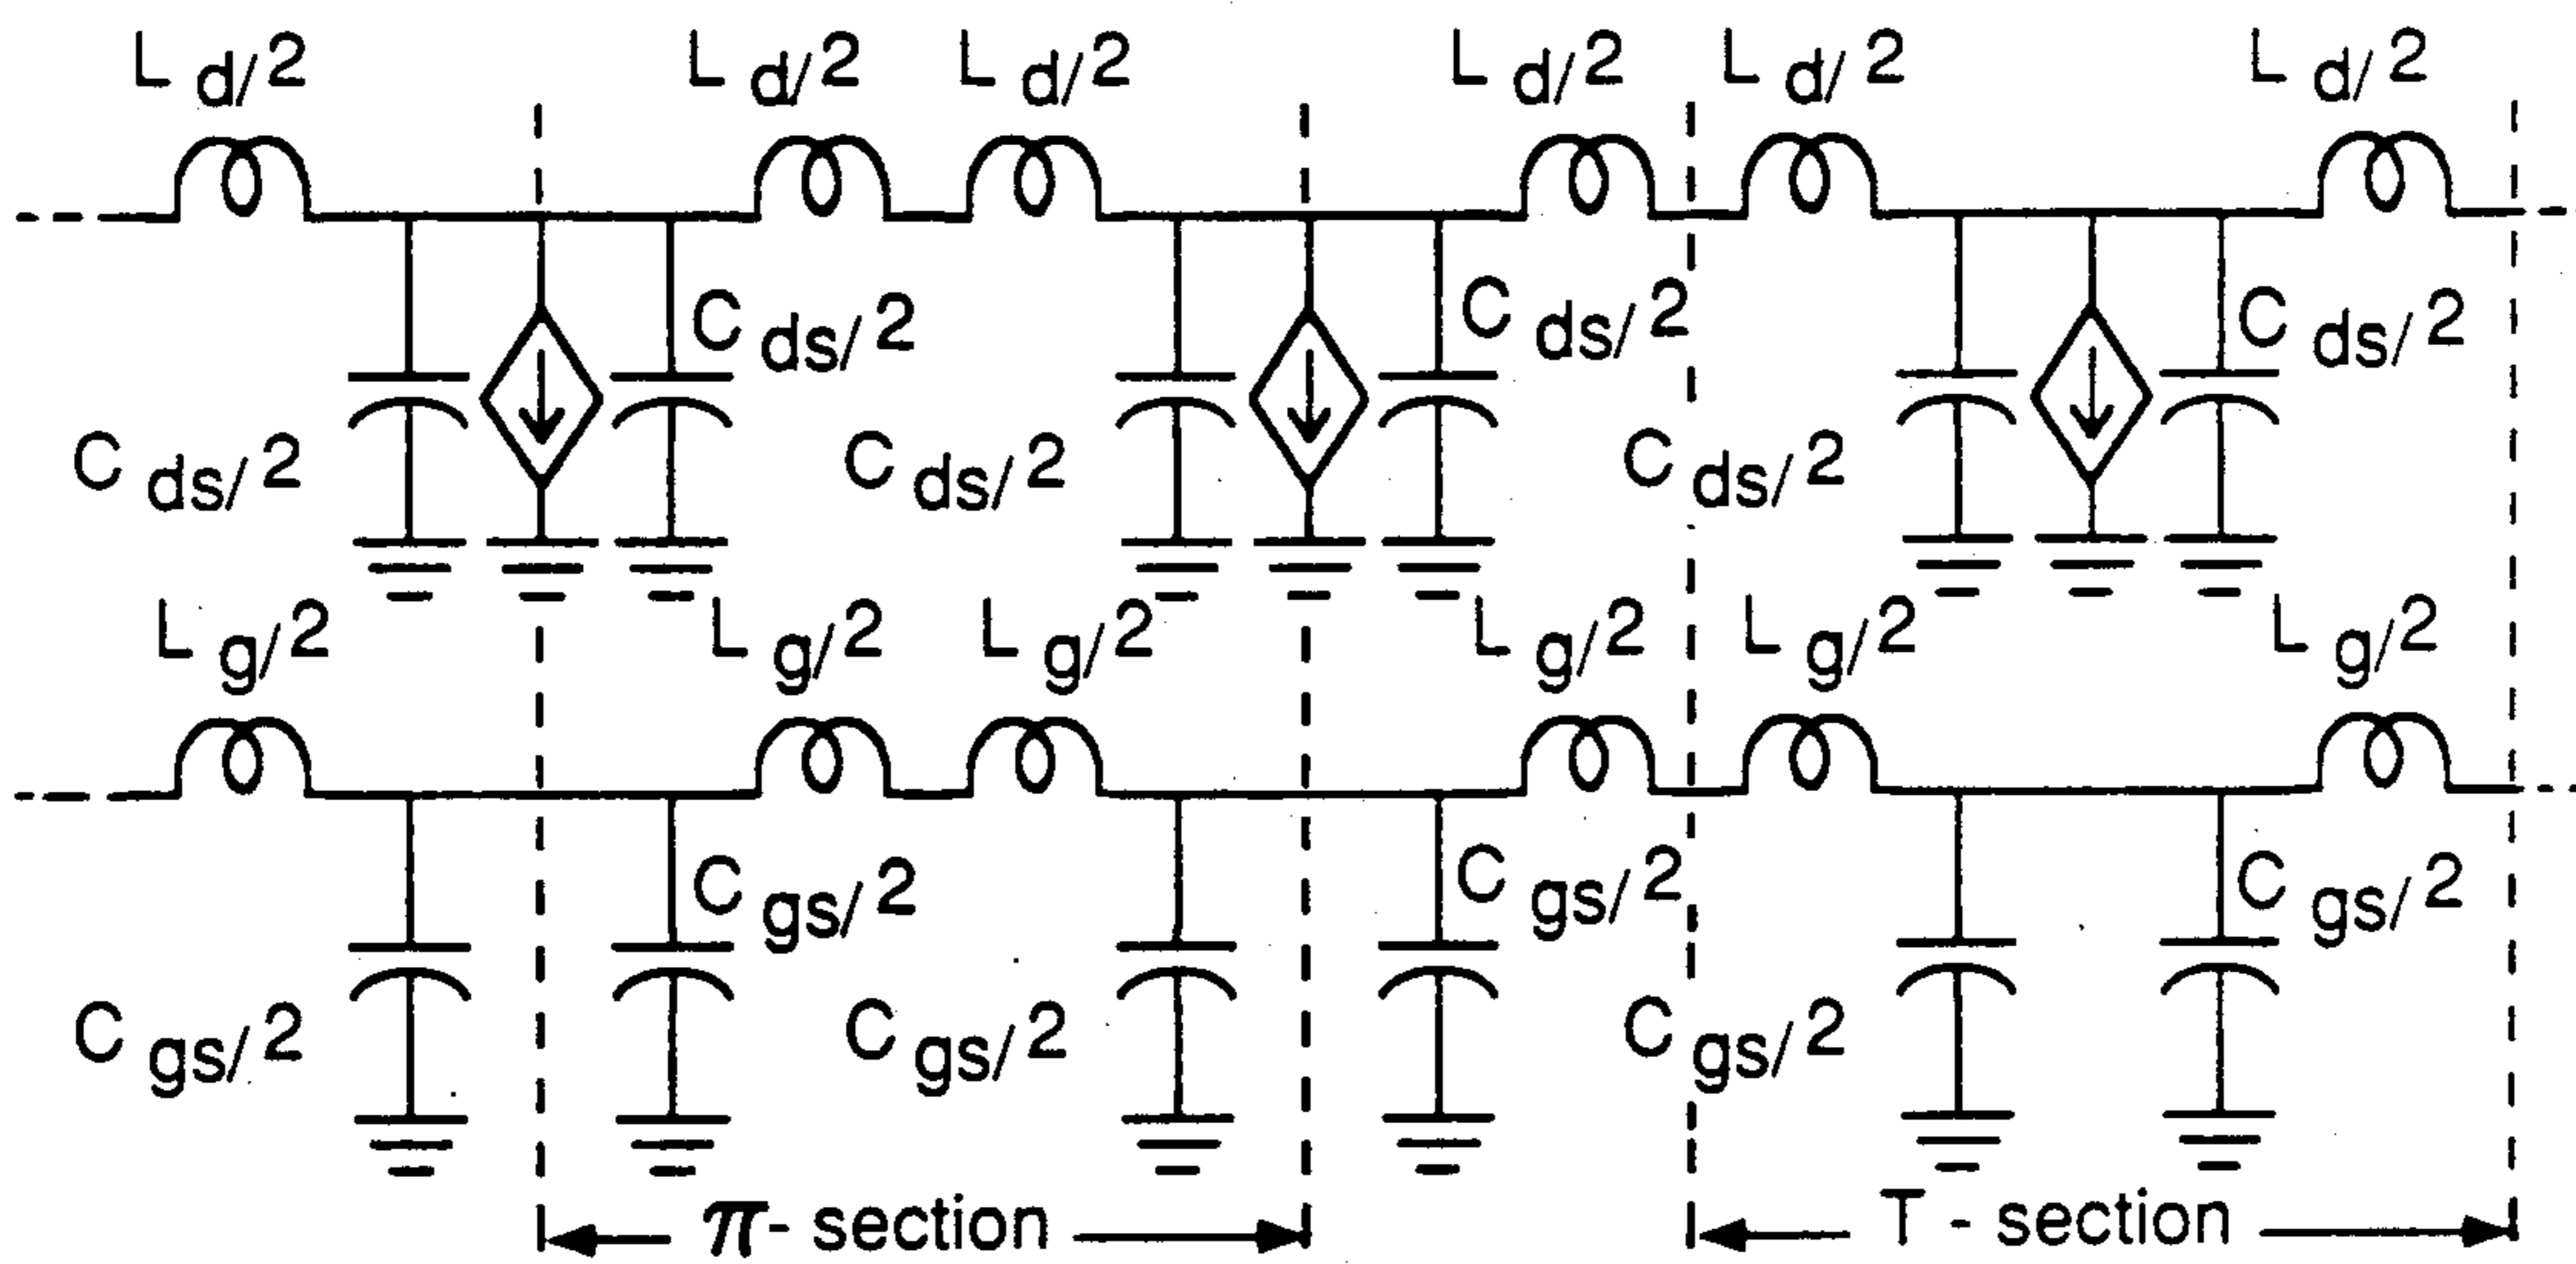 L d/2 L d/2 L d/2 L d/2 L d/2 L d/2
C ds/2 C ds/2 C ds/2
C ds/2 C ds/2 C ds/2
L g/2 L g/2 L g/2 L g/2 L g/2 L g/2
C gs/2 C gs/2 C gs/2
C gs/2 C gs/2 C gs/2
π- section T - section